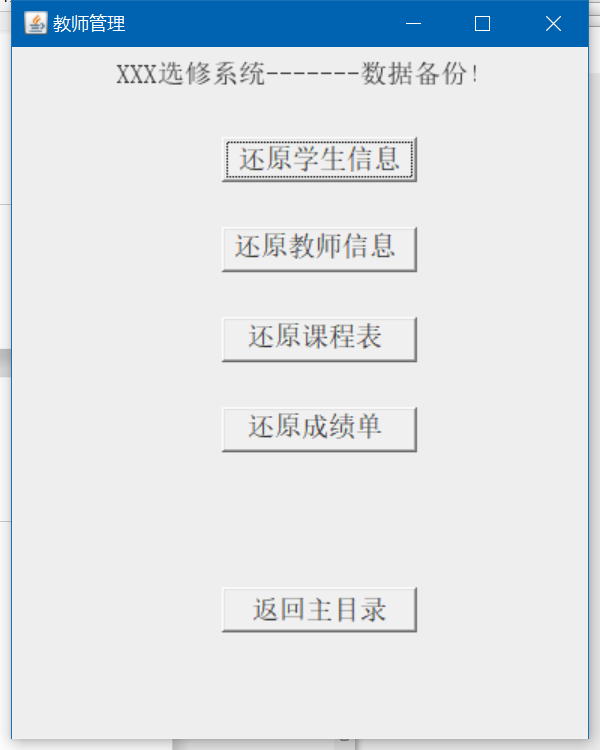 教师管理
XXX选修系统-------数据备份!
还原学生信息
还原教师信息
还原课程表
还原成绩单
返回主目录